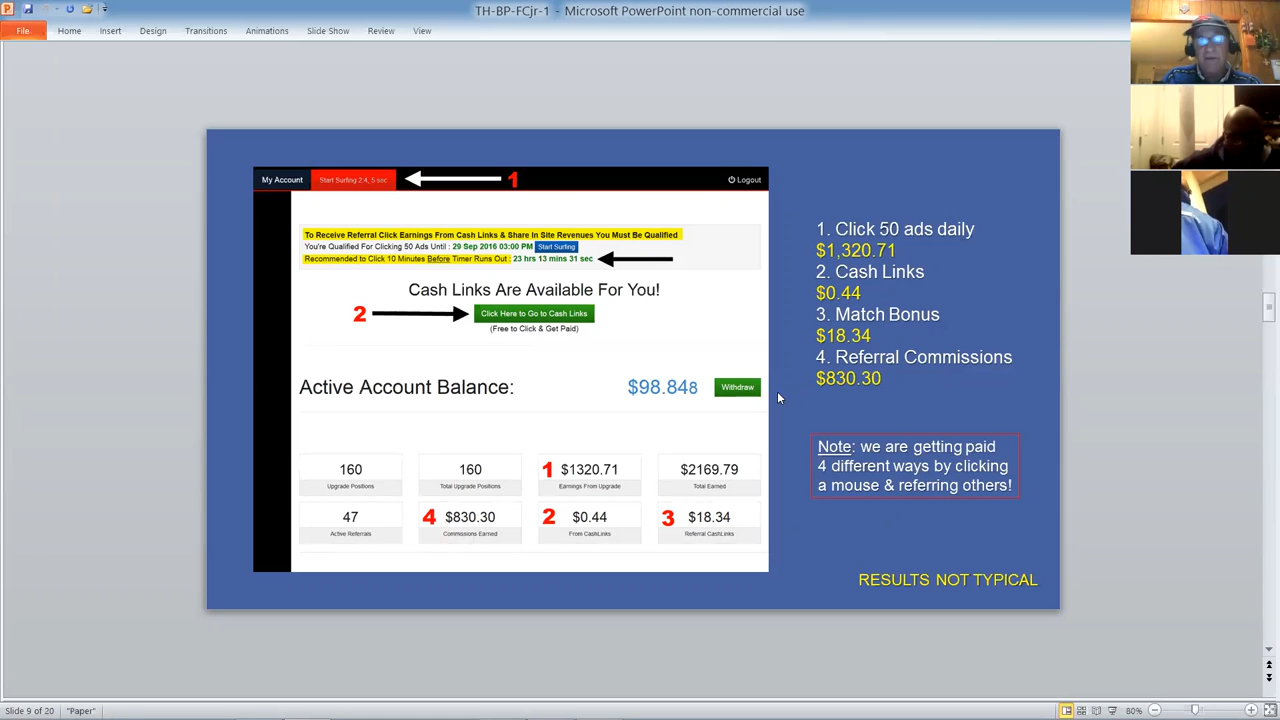 TH-BP-FCjr-1 - Microsoft PowerPoint non-commercial use
File Home Insert Design Transitions Animations Slide Show Review View
My Account Start Surfing 2,4, 5 sec 1 Logout
To Receive Referral Click Earnings From Cash Links & Share In Site Revenues You Must Be Qualified
You're Qualified For Clicking 50 Ads Until : 29 Sep 2016 03:00 PM Start Surfing
Recommended to Click 10 Minutes Before Timer Runs Out : 23 hrs 13 mins 31 sec
Cash Links Are Available For You!
2 Click Here to Go to Cash Links
(Free to Click & Get Paid)
Active Account Balance: $98.848 Withdraw
160 160 1 $1320.71 $2169.79
Upgrade Positions Total Upgrade Positions Earnings From Upgrade Total Earned
47 4 $830.30 2 $0.44 3 $18.34
Active Referrals Commissions Earned From CashLinks Referral CashLinks
1. Click 50 ads daily
$1,320.71
2. Cash Links
$0.44
3. Match Bonus
$18.34
4. Referral Commissions
$830.30
Note: we are getting paid
4 different ways by clicking
a mouse & referring others!
RESULTS NOT TYPICAL
Slide 9 of 20 "Paper" 80%